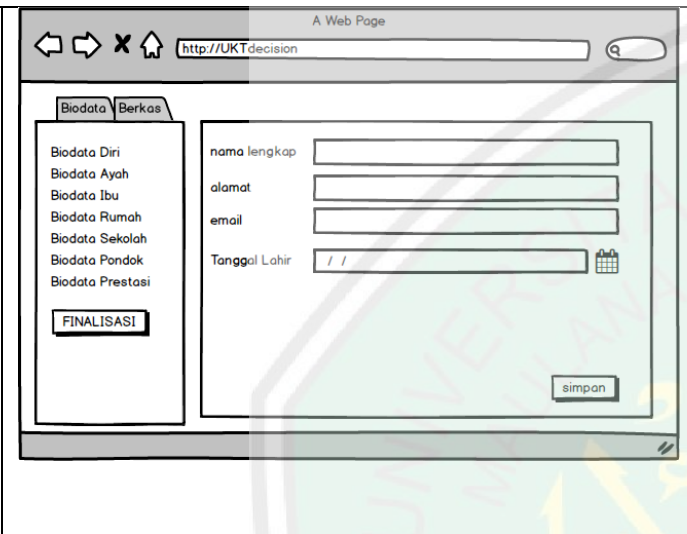 A Web Page
http://UKTdecision
Biodata Berkas
Biodata Diri
Biodata Ayah
Biodata Ibu
Biodata Rumah
Biodata Sekolah
Biodata Pondok
Biodata Prestasi
FINALISASI
nama lengkap
alamat
email
Tanggal Lahir / /
simpan